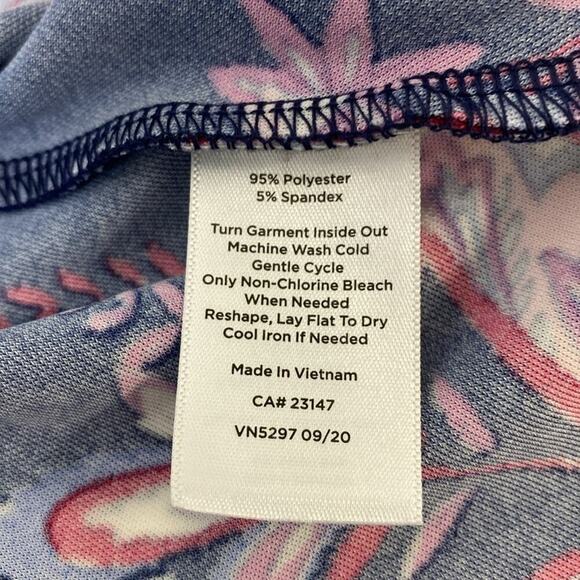 95% Polyester
5% Spandex
Turn Garment Inside Out
Machine Wash Cold
Gentle Cycle
Only Non-Chlorine Bleach
When Needed
Reshape, Lay Flat To Dry
Cool Iron If Needed
Made In Vietnam
CA# 23147
VN5297 09/20